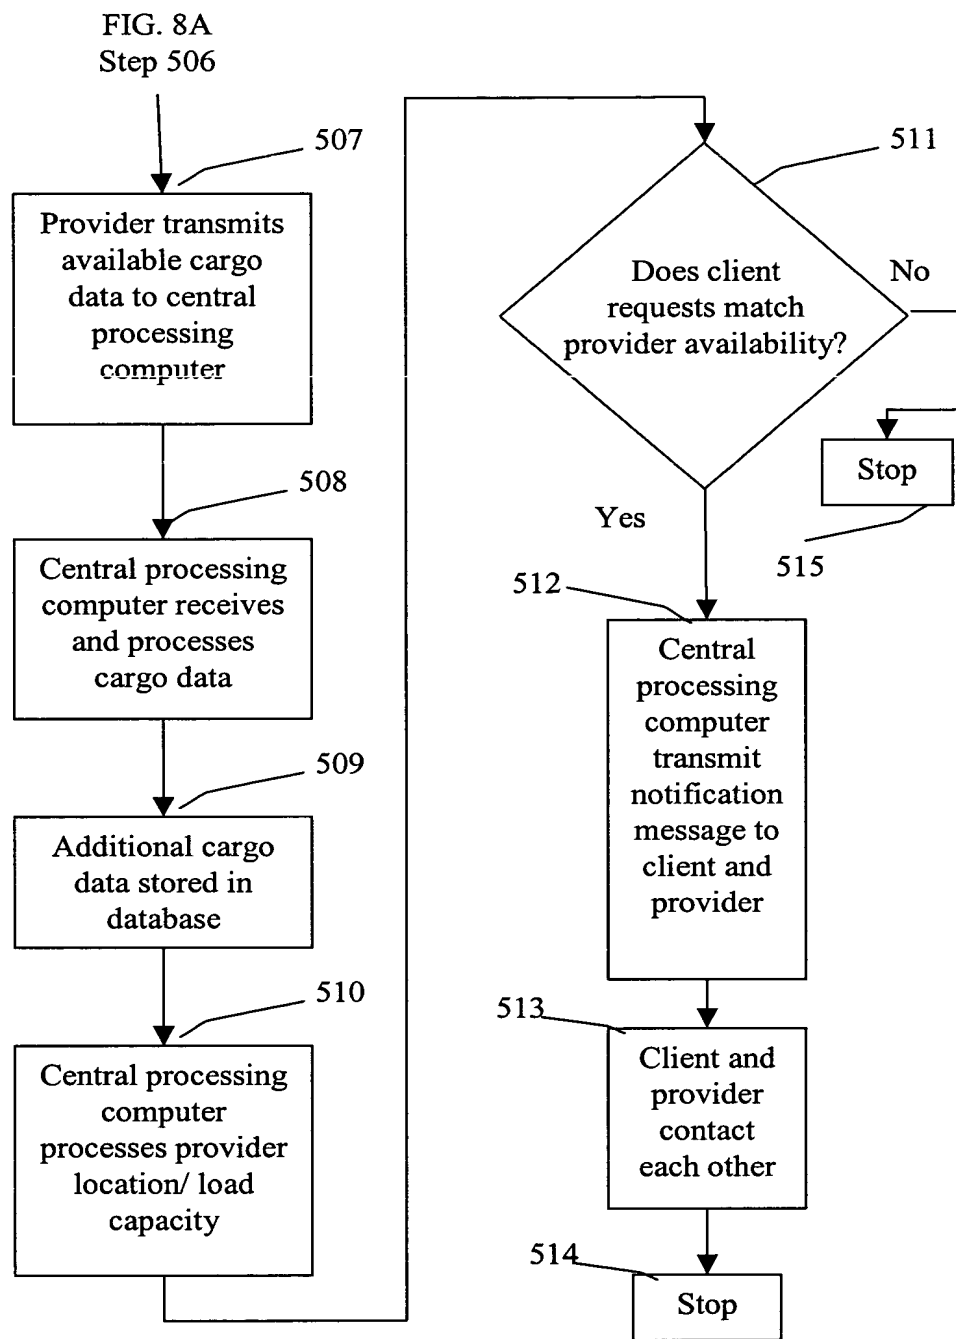 FIG. 8A
Step 506
507
Provider transmits
available cargo
data to central
processing
computer
508
Central processing
computer receives
and processes
cargo data
509
Additional cargo
data stored in
database
510
Central processing
computer
processes provider
location/ load
capacity
511
Does client
requests match
provider availability?
No
Stop
515
Yes
512
Central
processing
computer
transmit
notification
message to
client and
provider
513
Client and
provider
contact
each other
514
Stop